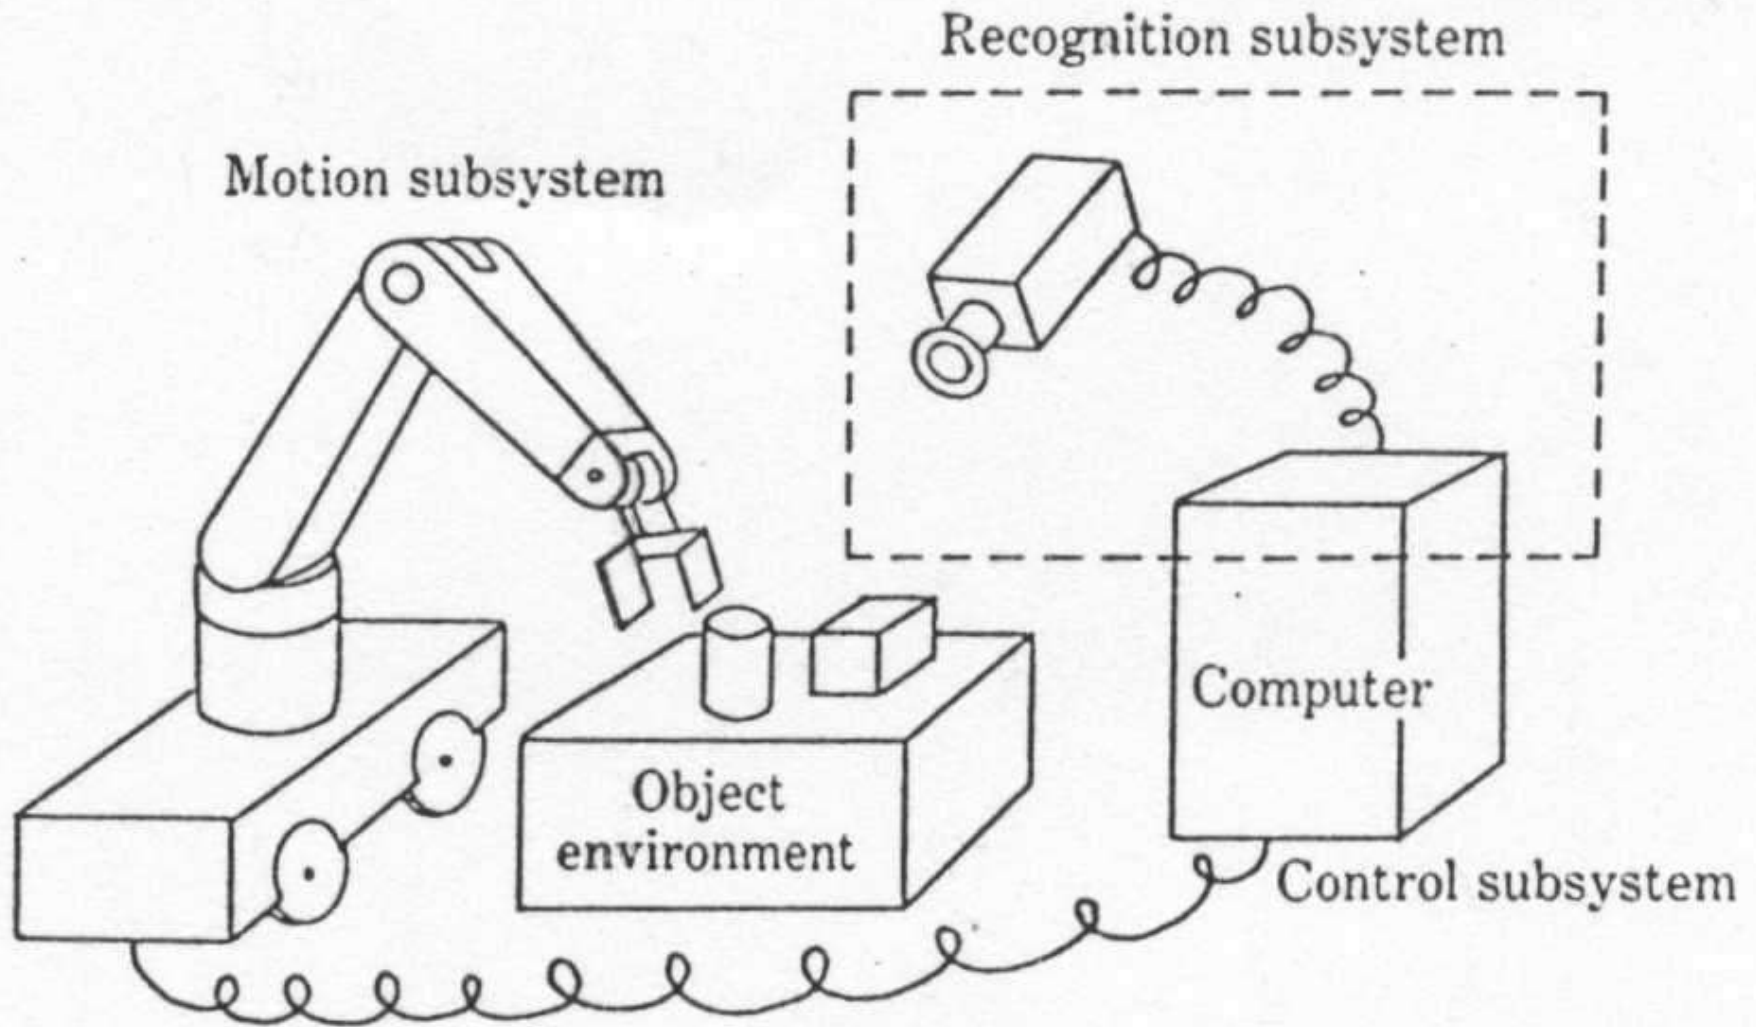 Recognition subsystem
Motion subsystem
Computer
Object
environment
Control subsystem